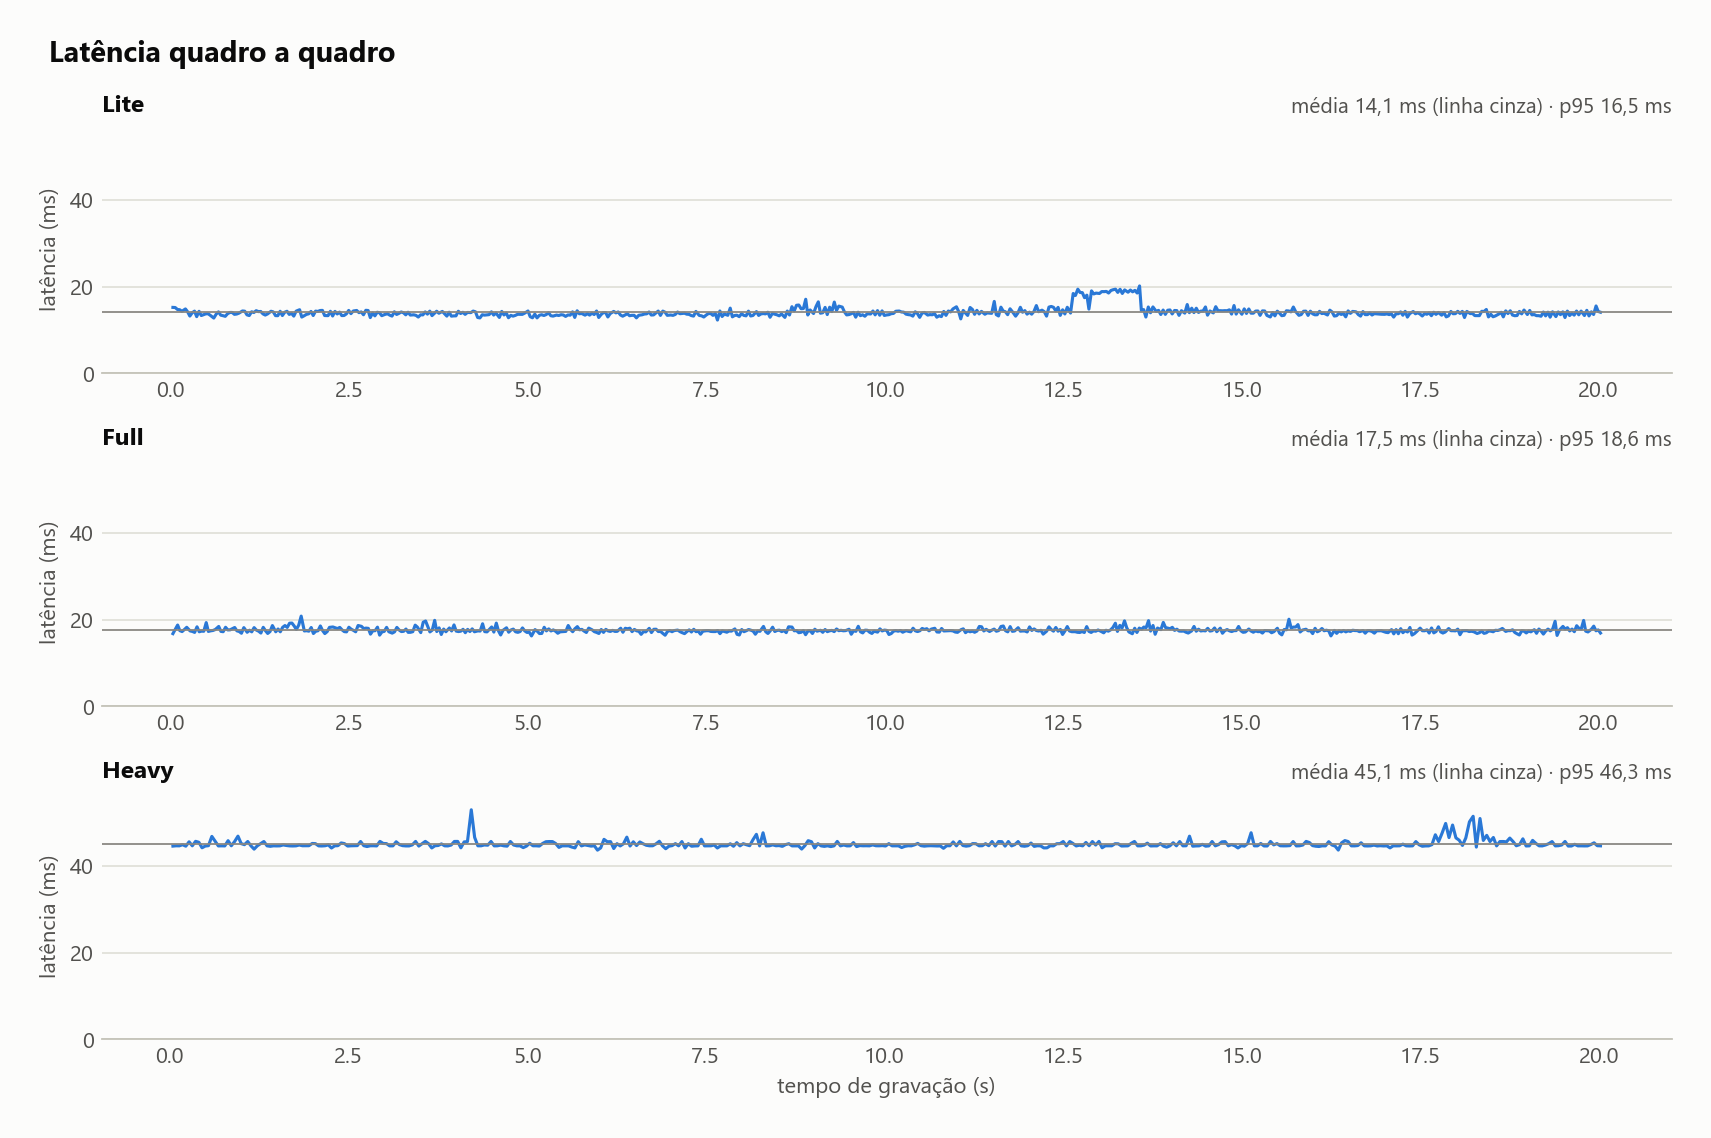 Latência quadro a quadro
Lite
média 14,1 ms (linha cinza) · p95 16,5 ms
latência (ms)
40
20
0
0.0 2.5 5.0 7.5 10.0 12.5 15.0 17.5 20.0
Full
média 17,5 ms (linha cinza) · p95 18,6 ms
latência (ms)
40
20
0
0.0 2.5 5.0 7.5 10.0 12.5 15.0 17.5 20.0
Heavy
média 45,1 ms (linha cinza) · p95 46,3 ms
latência (ms)
40
20
0
0.0 2.5 5.0 7.5 10.0 12.5 15.0 17.5 20.0
tempo de gravação (s)